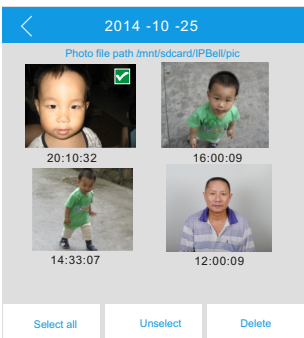 2014 -10 -25
Photo file path /mnt/sdcard/IPBell/pic
20:10:32
16:00:09
14:33:07
12:00:09
Select all
Unselect
Delete